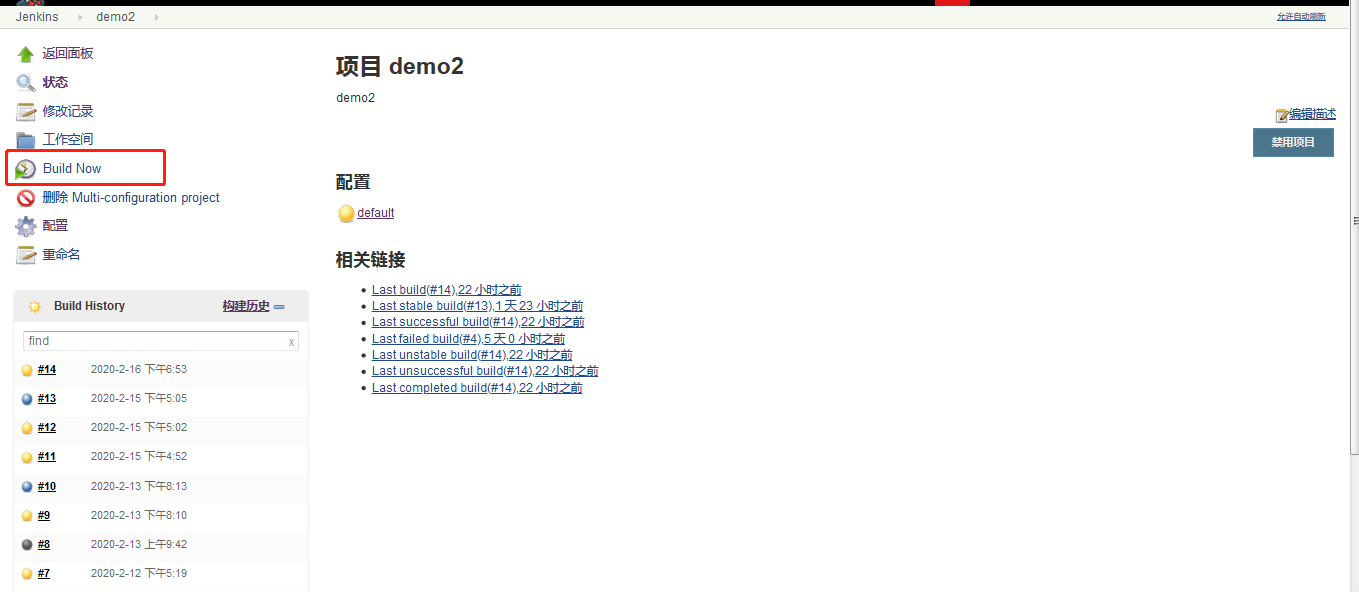 Jenkins demo2 允许自动刷新
返回面板
状态
修改记录
工作空间
Build Now
删除 Multi-configuration project
配置
重命名
Build History 构建历史
find x
#14 2020-2-16 下午6:53
#13 2020-2-15 下午5:05
#12 2020-2-15 下午5:02
#11 2020-2-15 下午4:52
#10 2020-2-13 下午8:13
#9 2020-2-13 下午8:10
#8 2020-2-13 上午9:42
#7 2020-2-12 下午5:19
项目 demo2
demo2
编辑描述
禁用项目
配置
default
相关链接
Last build(#14),22 小时之前
Last stable build(#13),1 天 23 小时之前
Last successful build(#14),22 小时之前
Last failed build(#4),5 天 0 小时之前
Last unstable build(#14),22 小时之前
Last unsuccessful build(#14),22 小时之前
Last completed build(#14),22 小时之前